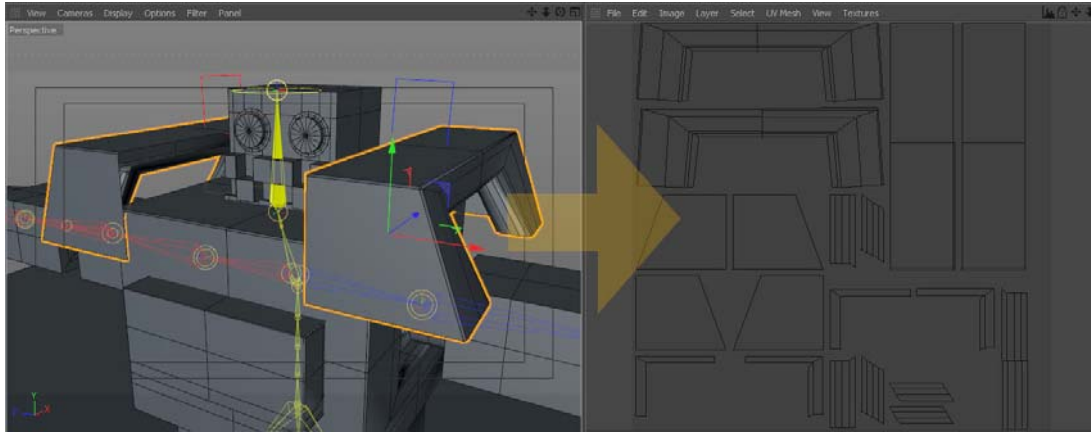 View Cameras Display Options Filter Panel
Perspective
Y
X
File Edit Image Layer Select UV Mesh View Textures